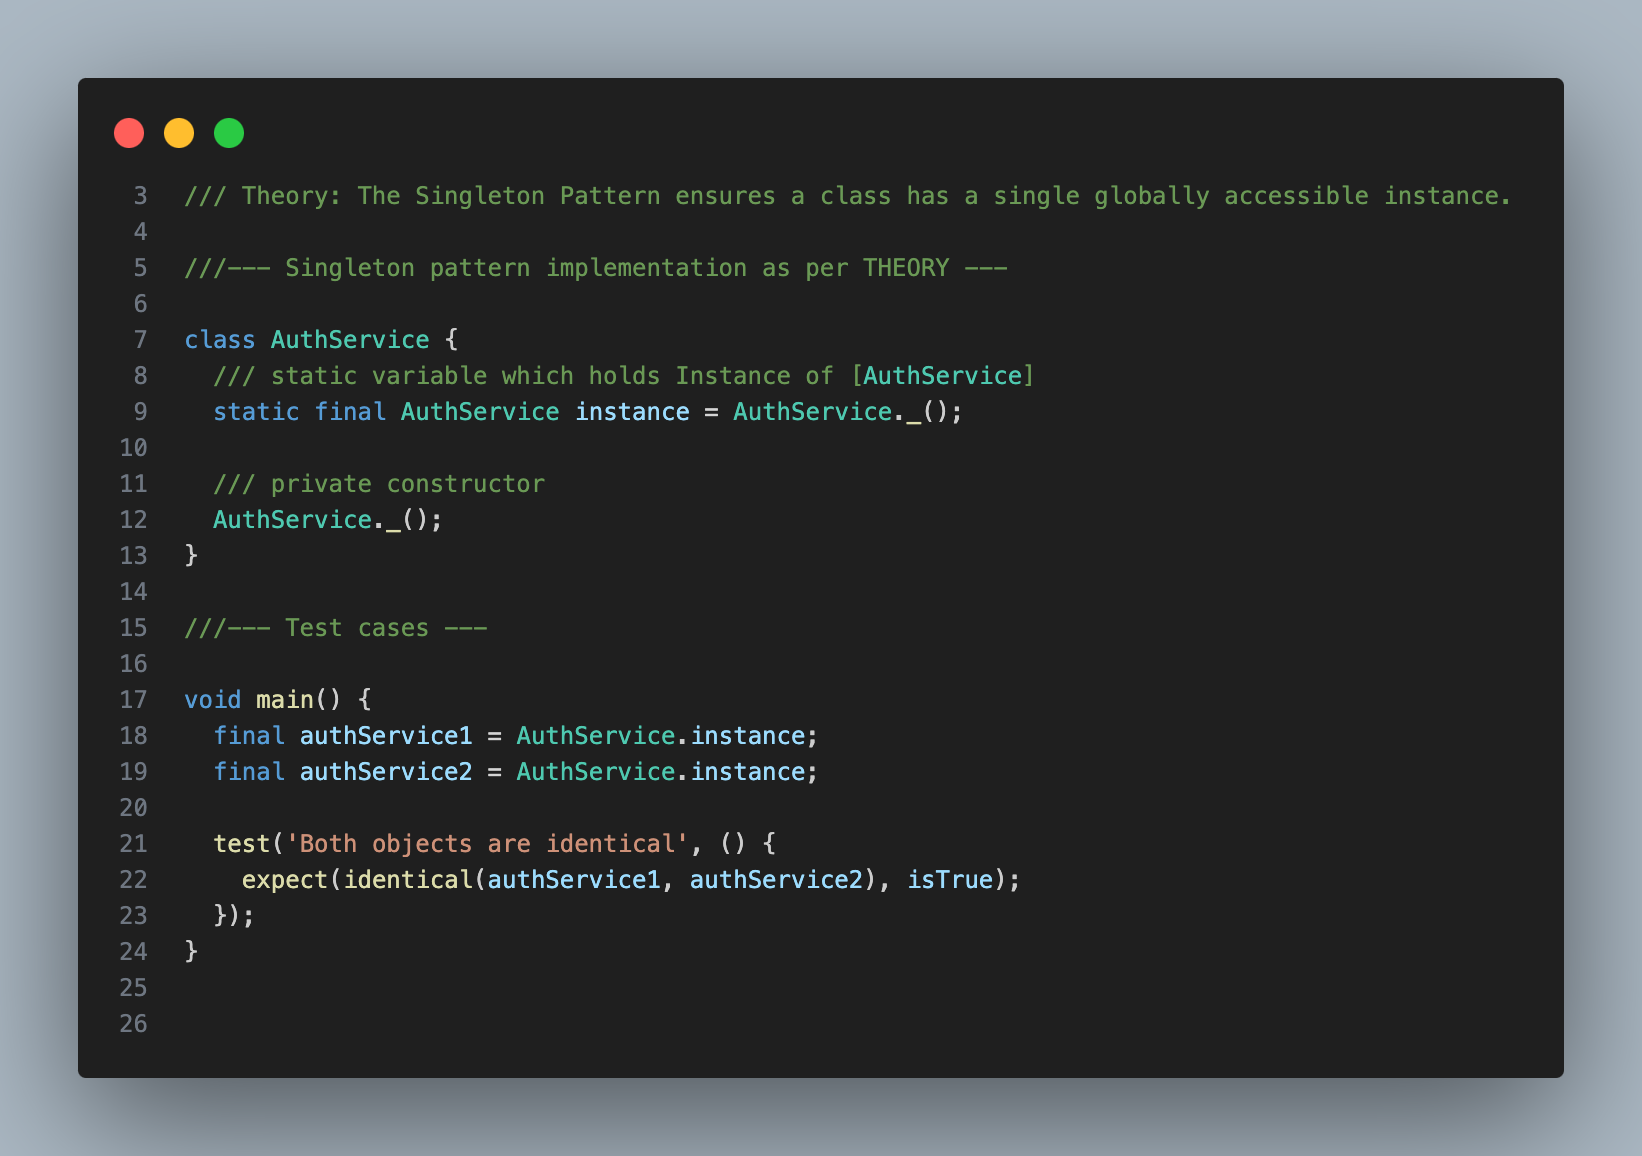 3 /// Theory: The Singleton Pattern ensures a class has a single globally accessible instance.
4
5 ///--- Singleton pattern implementation as per THEORY ---
6
7 class AuthService {
8   /// static variable which holds Instance of [AuthService]
9   static final AuthService instance = AuthService._();
10
11   /// private constructor
12   AuthService._();
13 }
14
15 ///--- Test cases ---
16
17 void main() {
18   final authService1 = AuthService.instance;
19   final authService2 = AuthService.instance;
20
21   test('Both objects are identical', () {
22     expect(identical(authService1, authService2), isTrue);
23   });
24 }
25
26